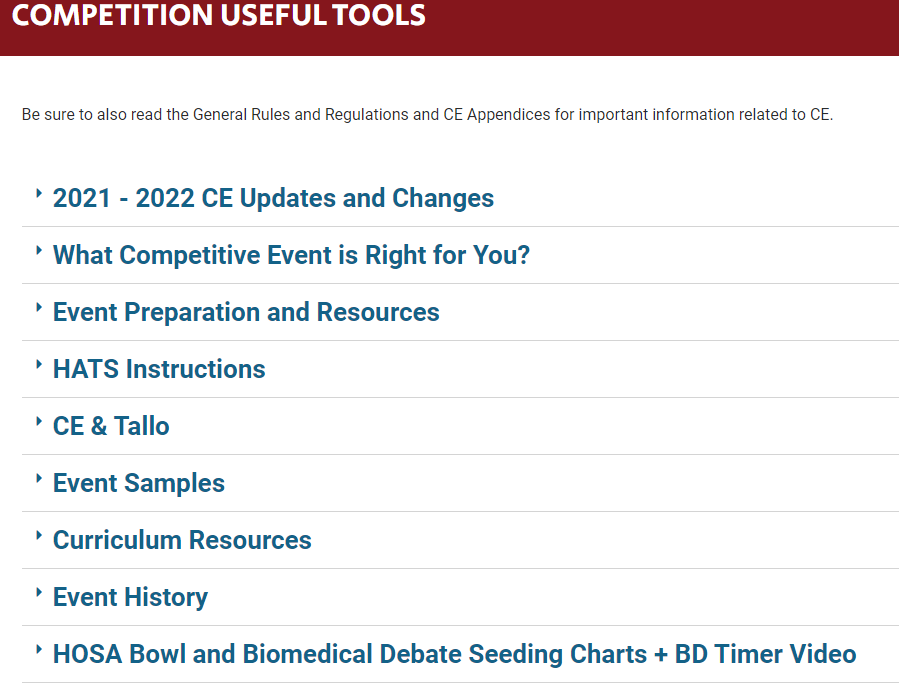 COMPETITION USEFUL TOOLS
Be sure to also read the General Rules and Regulations and CE Appendices for important information related to CE.
2021 - 2022 CE Updates and Changes
What Competitive Event is Right for You?
Event Preparation and Resources
HATS Instructions
CE & Tallo
Event Samples
Curriculum Resources
Event History
HOSA Bowl and Biomedical Debate Seeding Charts + BD Timer Video